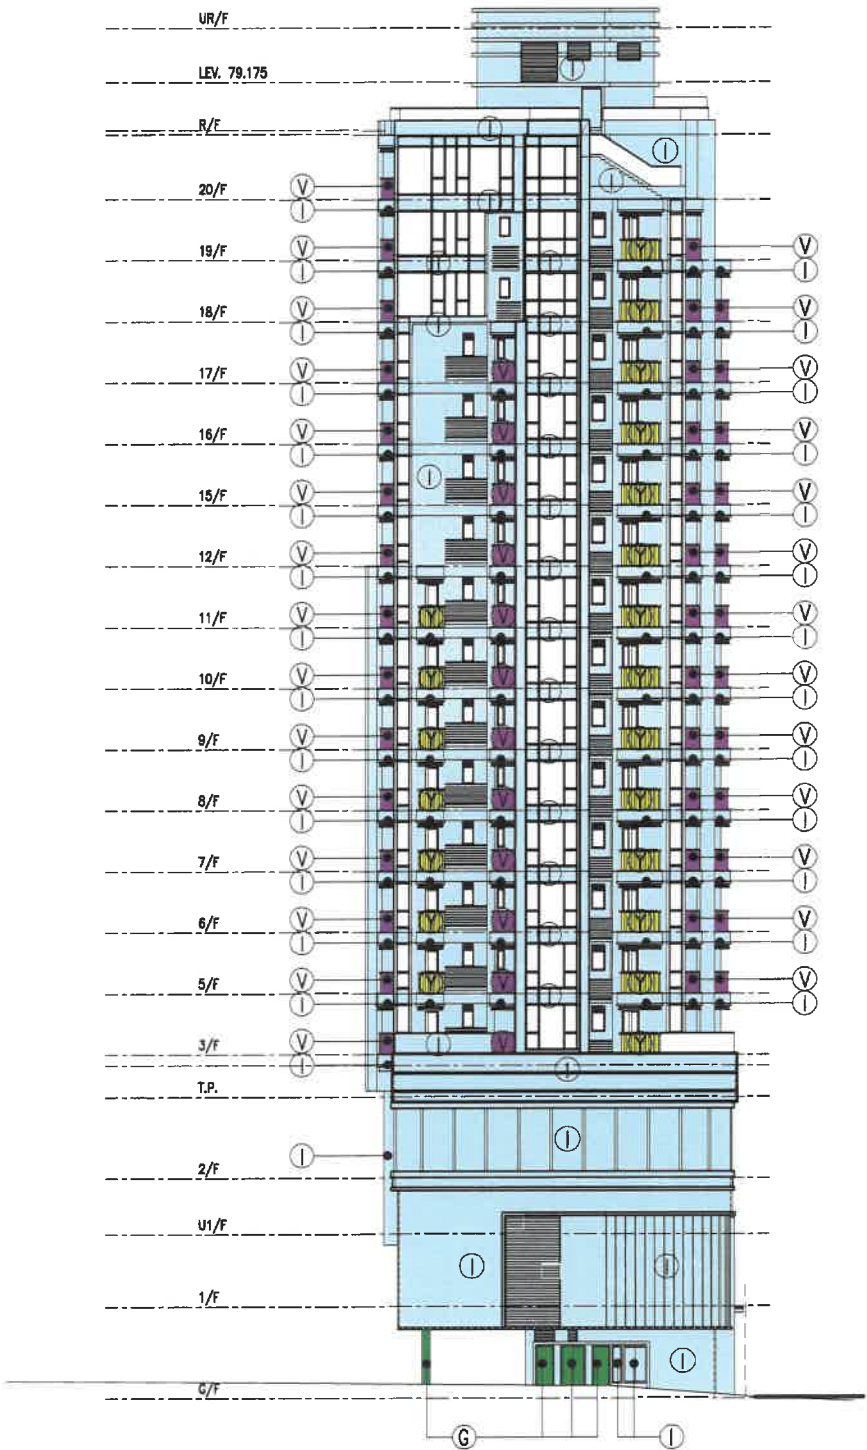 UR/F
LEV. 79.175
I
R/F
I
I
V
20/F
I
I
I
V
19/F
Y
V
I
I
I
I
V
18/F
Y
V
I
I
I
I
V
17/F
V
Y
V
I
I
I
V
16/F
V
Y
V
I
I
I
I
V
15/F
V
Y
V
I
I
I
V
12/F
V
Y
V
I
I
I
V
11/F
Y
V
Y
V
I
I
I
V
10/F
Y
V
Y
V
I
I
I
V
9/F
Y
V
Y
V
I
I
I
V
8/F
Y
V
Y
V
I
I
I
V
7/F
Y
V
Y
V
I
I
I
V
6/F
Y
V
Y
V
I
I
I
V
5/F
Y
V
Y
V
I
I
I
V
3/F
I
V
Y
I
I
T.P.
I
I
2/F
U1/F
I
I
1/F
I
G/F
G
I